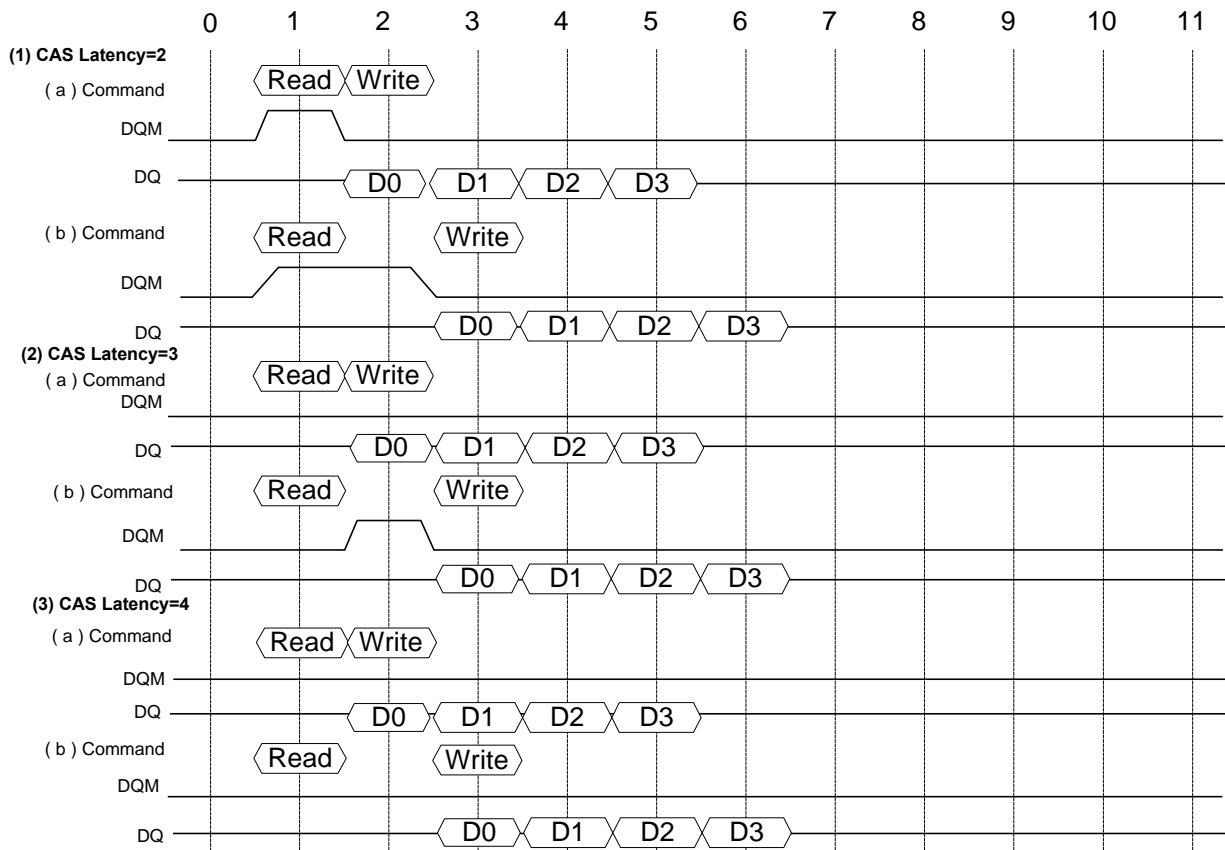 0 1 2 3 4 5 6 7 8 9 10 11
(1) CAS Latency=2
( a ) Command Read Write
DQM
DQ D0 D1 D2 D3
( b ) Command Read Write
DQM
DQ D0 D1 D2 D3
(2) CAS Latency=3
( a ) Command Read Write
DQM
DQ D0 D1 D2 D3
( b ) Command Read Write
DQM
DQ D0 D1 D2 D3
(3) CAS Latency=4
( a ) Command Read Write
DQM
DQ D0 D1 D2 D3
( b ) Command Read Write
DQM
DQ D0 D1 D2 D3